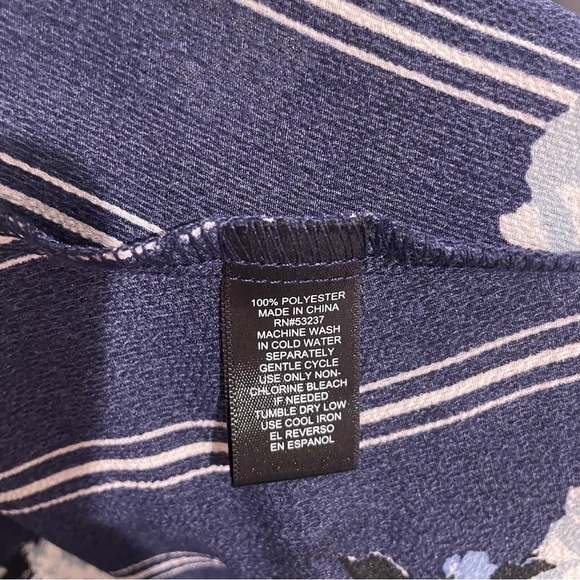 100% POLYESTER
MADE IN CHINA
RN#53237
MACHINE WASH
IN COLD WATER
SEPARATELY
GENTLE CYCLE
USE ONLY NON-
CHLORINE BLEACH
IF NEEDED
TUMBLE DRY LOW
USE COOL IRON
EL REVERSO
EN ESPANOL